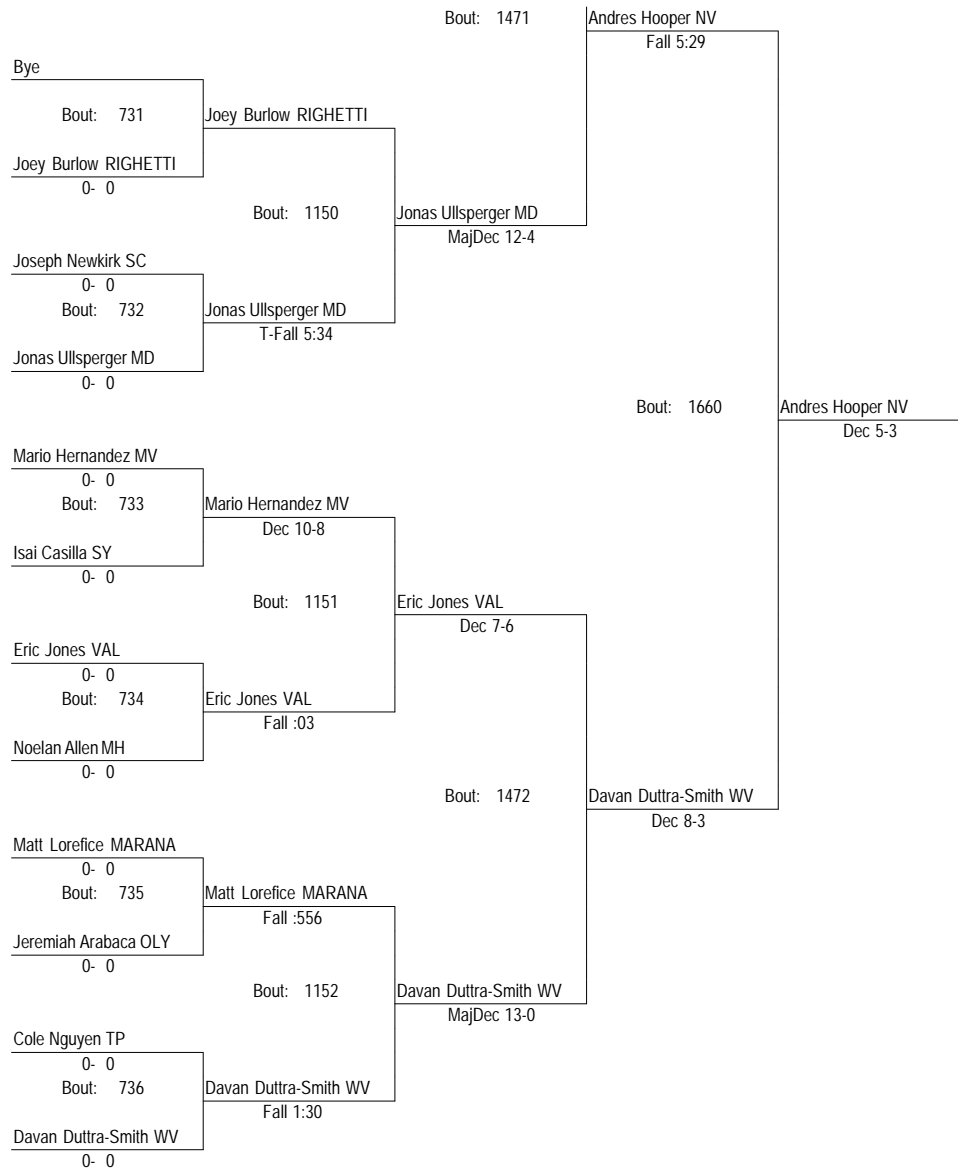 Bout: 1471
Andres Hooper NV
Fall 5:29
Bye
Bout: 731
Joey Burlow RIGHETTI
Joey Burlow RIGHETTI
0- 0
Bout: 1150
Jonas Ullsperger MD
MajDec 12-4
Joseph Newkirk SC
0- 0
Bout: 732
Jonas Ullsperger MD
T-Fall 5:34
Jonas Ullsperger MD
0- 0
Bout: 1660
Andres Hooper NV
Dec 5-3
Mario Hernandez MV
0- 0
Bout: 733
Mario Hernandez MV
Dec 10-8
Isai Casilla SY
0- 0
Bout: 1151
Eric Jones VAL
Dec 7-6
Eric Jones VAL
0- 0
Bout: 734
Eric Jones VAL
Fall :03
Noelan Allen MH
0- 0
Bout: 1472
Davan Duttra-Smith WV
Dec 8-3
Matt Lorefice MARANA
0- 0
Bout: 735
Matt Lorefice MARANA
Fall :556
Jeremiah Arabaca OLY
0- 0
Bout: 1152
Davan Duttra-Smith WV
MajDec 13-0
Cole Nguyen TP
0- 0
Bout: 736
Davan Duttra-Smith WV
Fall 1:30
Davan Duttra-Smith WV
0- 0